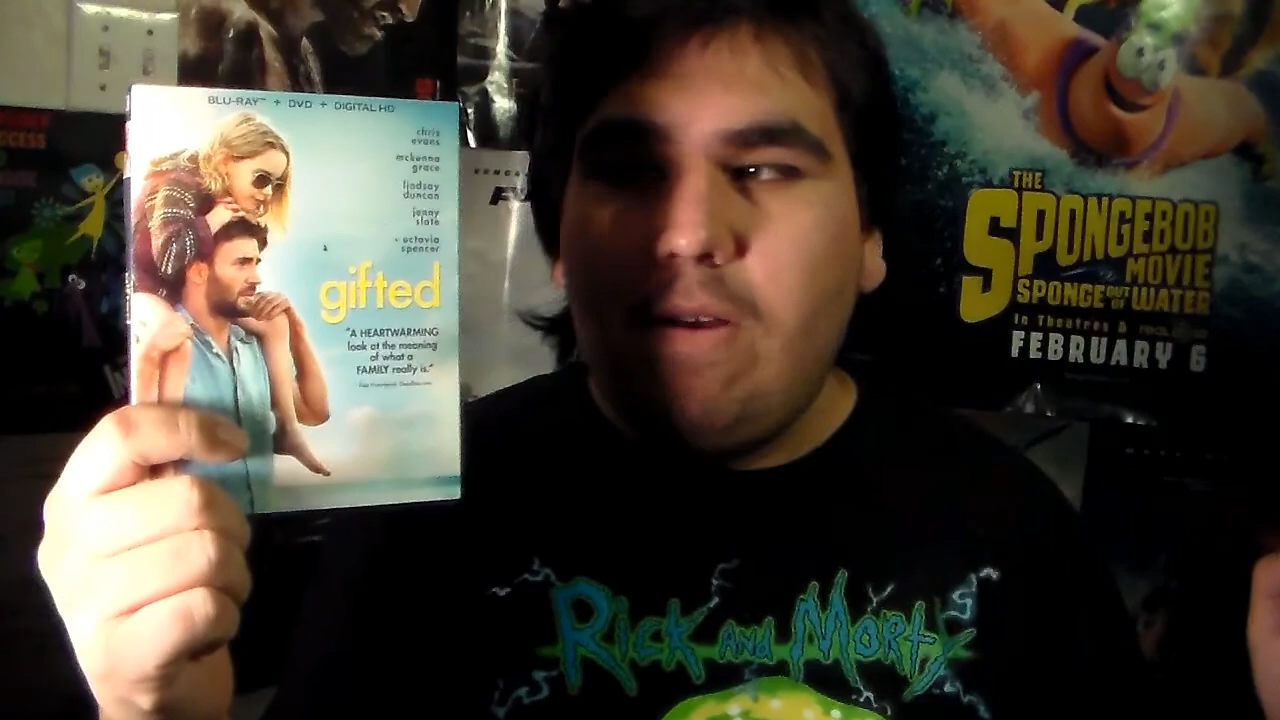 BLU-RAY™ + DVD + DIGITAL HD
chris
evans
mckenna
grace
lindsay
duncan
jenny
slate
octavia
spencer
gifted
"A HEARTWARMING
look at the meaning
of what a
FAMILY really is."
THE
SPONGEBOB
MOVIE
SPONGE OUT OF WATER
In Theatres &
FEBRUARY 6
RICK AND MORTY